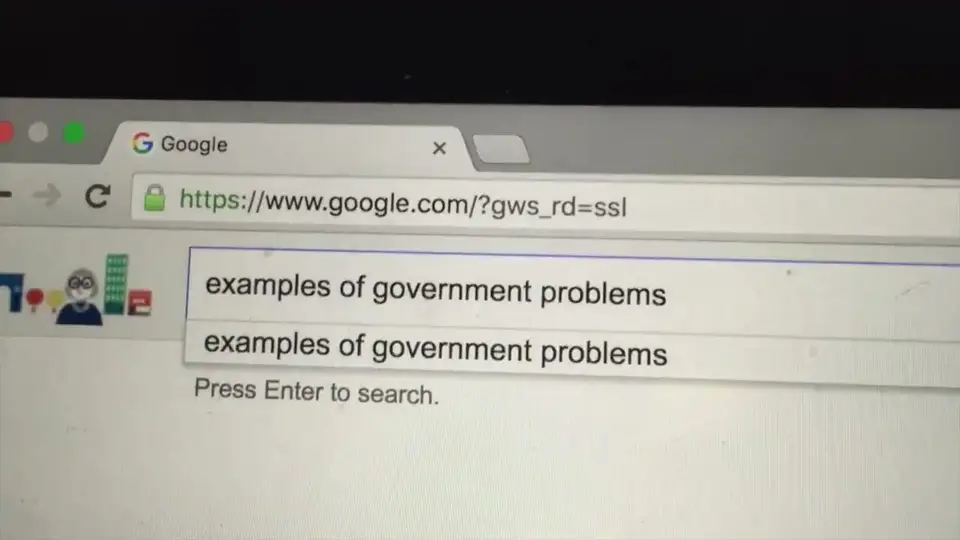 Google
https://www.google.com/?gws_rd=ssl
examples of government problems
examples of government problems
Press Enter to search.